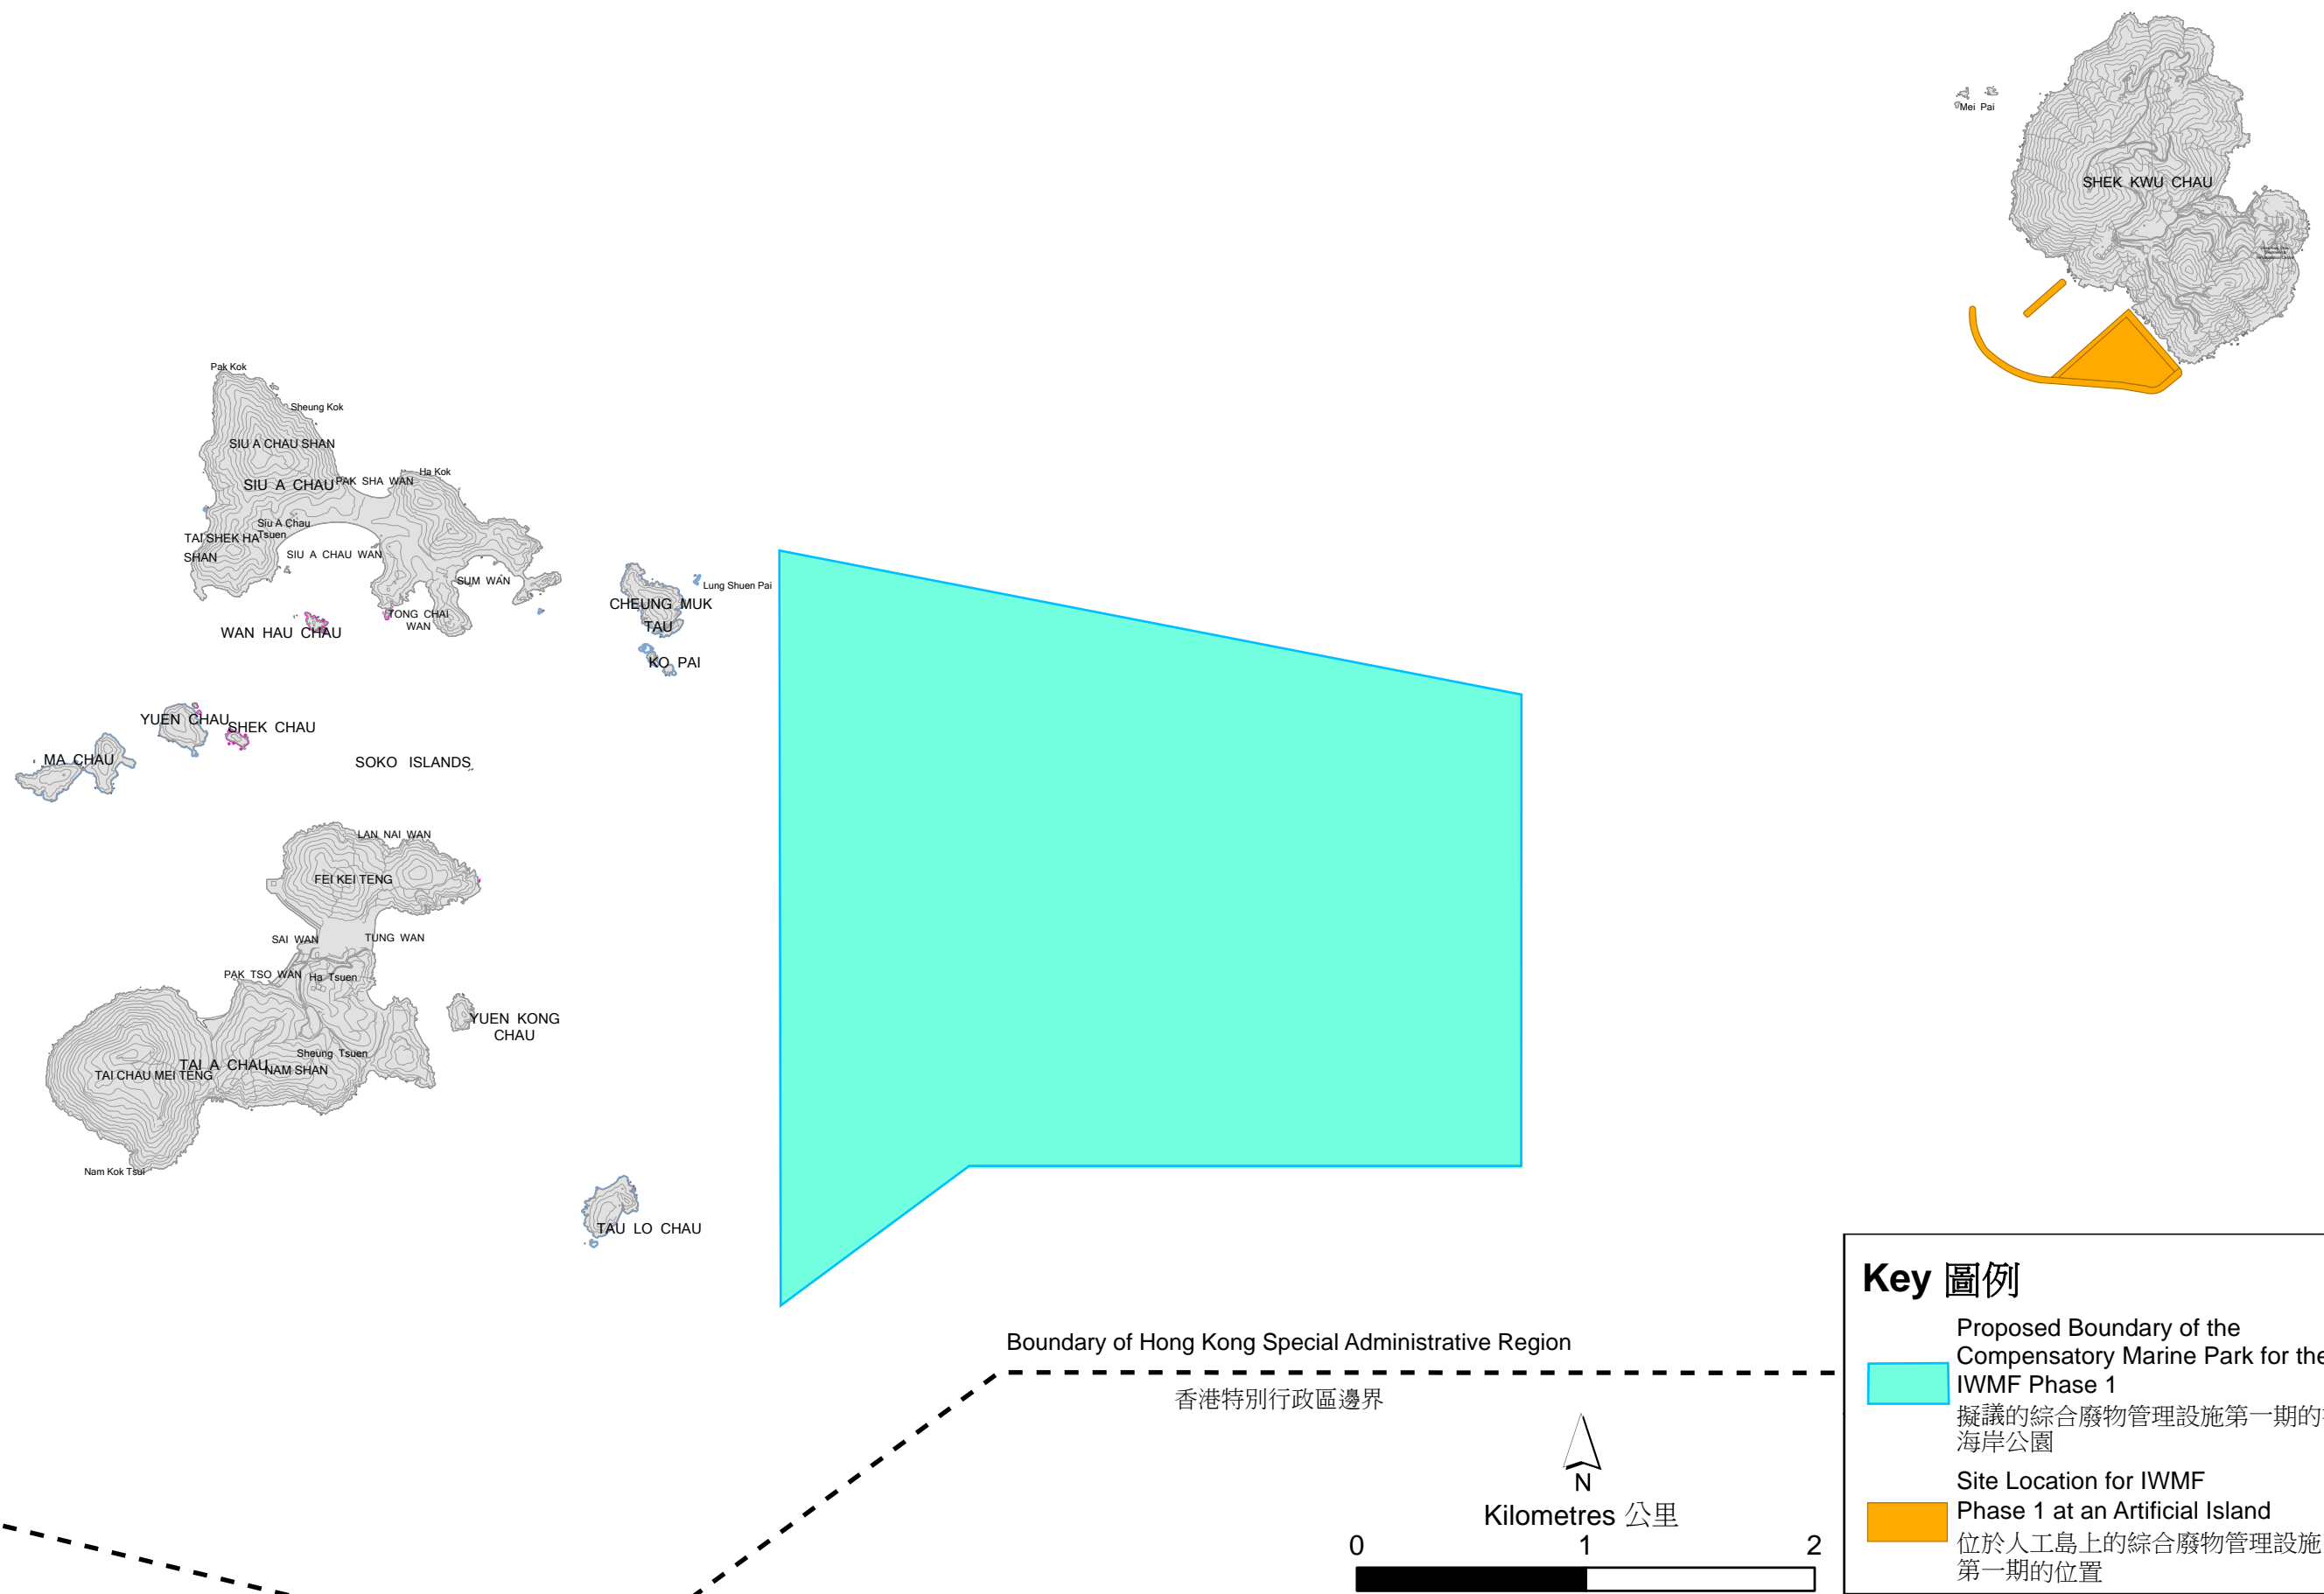 Mei Pai
SHEK KWU CHAU
Pak Kok
Sheung Kok
SIU A CHAU SHAN
Ha Kok
SIU A CHAU
PAK SHA WAN
Siu A Chau
Tsuen
TAI SHEK HA
SHAN
SIU A CHAU WAN
SUM WAN
Lung Shuen Pai
CHEUNG MUK
TAU
TONG CHAI
WAN
WAN HAU CHAU
KO PAI
YUEN CHAU
SHEK CHAU
MA CHAU
SOKO ISLANDS
LAN NAI WAN
FEI KEI TENG
SAI WAN
TUNG WAN
PAK TSO WAN
Ha Tsuen
YUEN KONG
CHAU
Sheung Tsuen
TAI A CHAU
NAM SHAN
TAI CHAU MEI TENG
Nam Kok Tsui
TAU LO CHAU
Boundary of Hong Kong Special Administrative Region
香港特別行政區邊界
N
Kilometres 公里
0 1 2
Key 圖例
Proposed Boundary of the
Compensatory Marine Park for the
IWMF Phase 1
擬議的綜合廢物管理設施第一期的
海岸公園
Site Location for IWMF
Phase 1 at an Artificial Island
位於人工島上的綜合廢物管理設施
第一期的位置